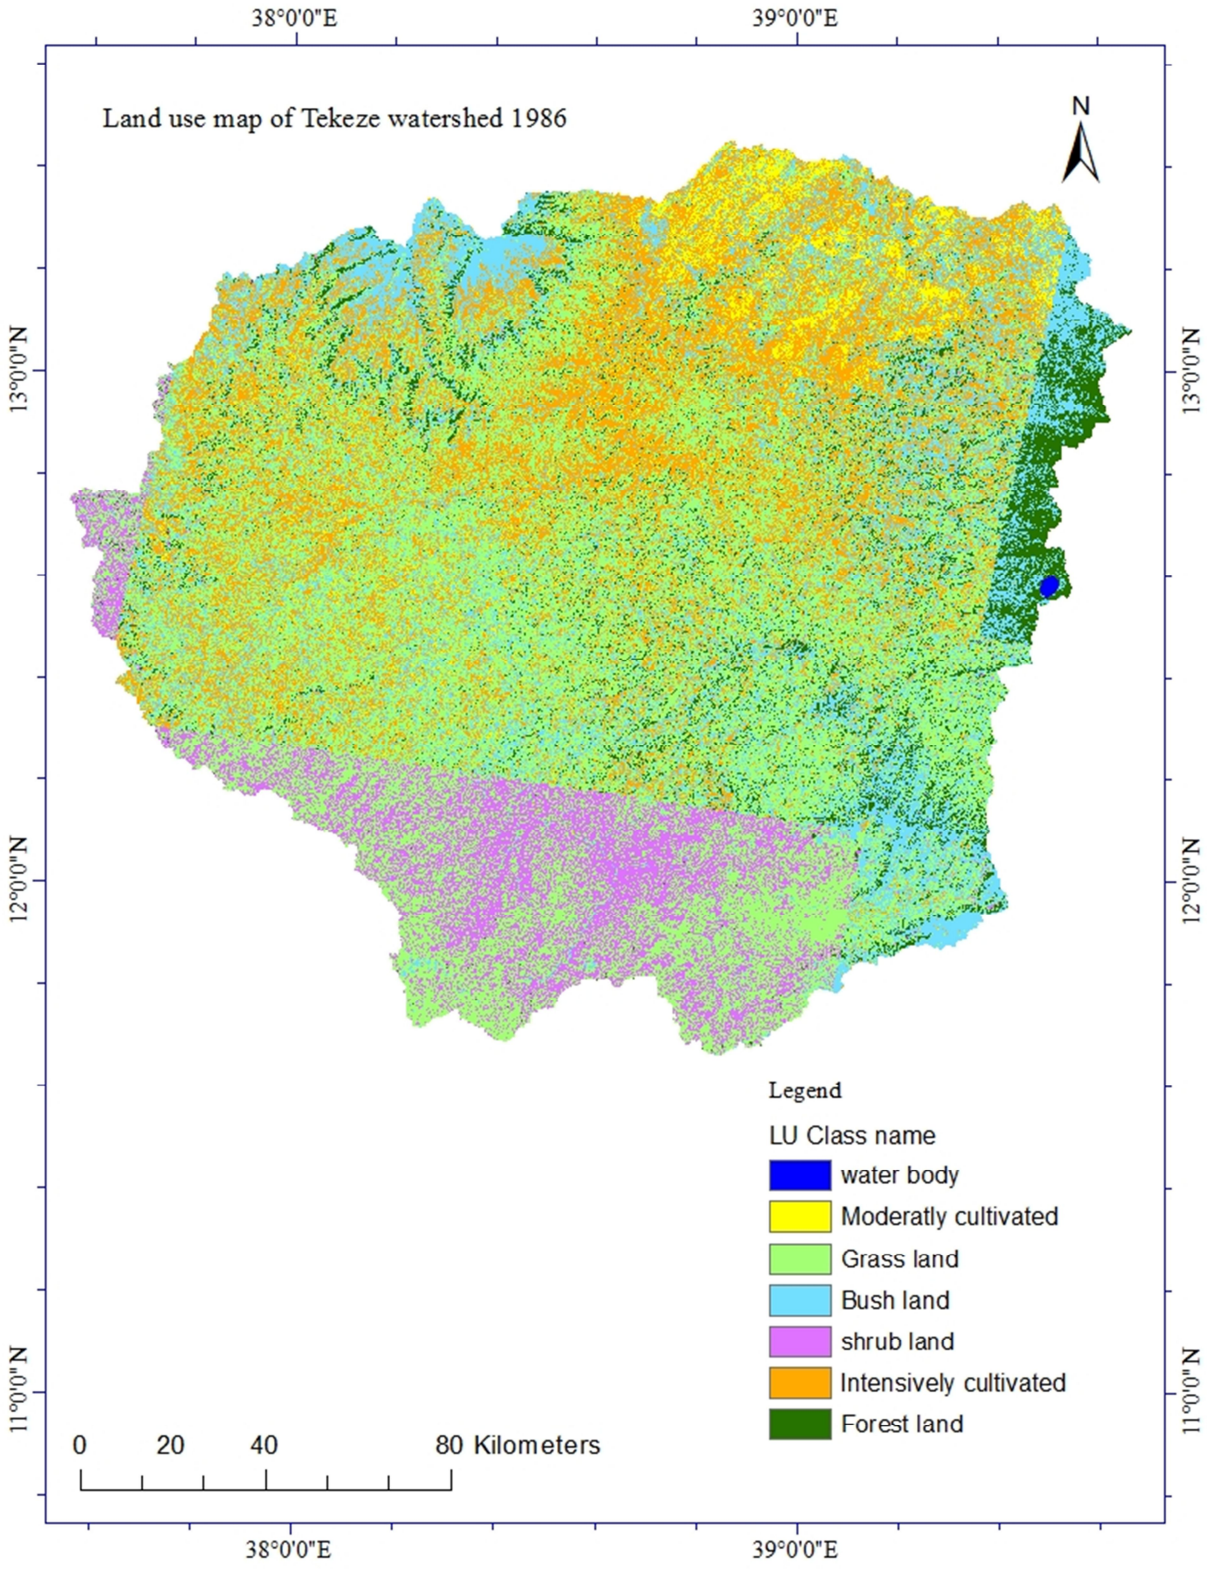 38°0'0"E 39°0'0"E
Land use map of Tekeze watershed 1986
N
13°0'0"N 13°0'0"N
12°0'0"N 12°0'0"N
Legend
LU Class name
water body
Moderatly cultivated
Grass land
Bush land
shrub land
Intensively cultivated
Forest land
11°0'0"N 11°0'0"N
0 20 40 80 Kilometers
38°0'0"E 39°0'0"E